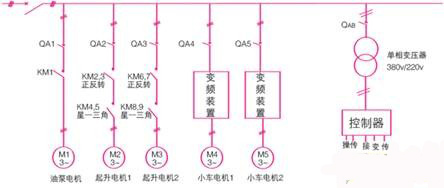 QA1
QA2
QA3
QA4
QA5
QAB
KM1
KM2,3
正反转
KM6,7
正反转
KM4,5
星一三角
KM8,9
星一三角
变频装置
变频装置
单相变压器
380v/220v
控制器
操传
接变传
M1
3~
M2
3~
M3
3~
M4
3~
M5
3~
油泵电机
起升电机1
起升电机2
小车电机1
小车电机2